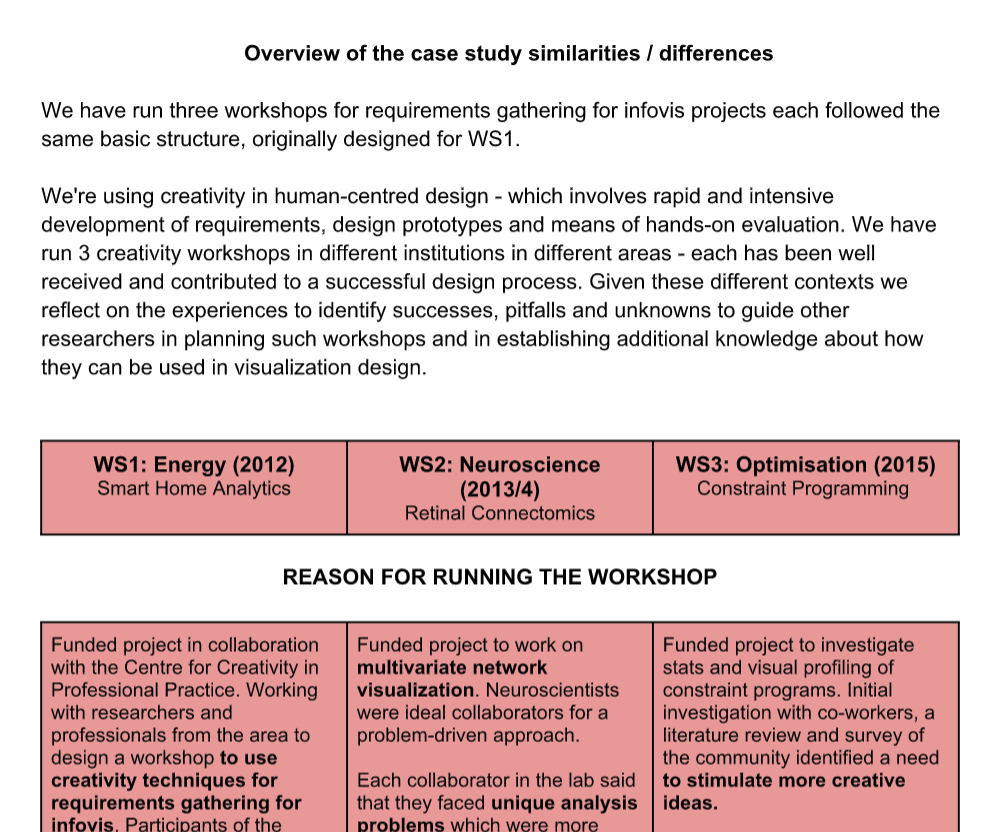 Overview of the case study similarities / differences
We have run three workshops for requirements gathering for infovis projects each followed the
same basic structure, originally designed for WS1.
We're using creativity in human-centred design - which involves rapid and intensive
development of requirements, design prototypes and means of hands-on evaluation. We have
run 3 creativity workshops in different institutions in different areas - each has been well
received and contributed to a successful design process. Given these different contexts we
reflect on the experiences to identify successes, pitfalls and unknowns to guide other
researchers in planning such workshops and in establishing additional knowledge about how
they can be used in visualization design.
WS1: Energy (2012)
Smart Home Analytics
WS2: Neuroscience
(2013/4)
Retinal Connectomics
WS3: Optimisation (2015)
Constraint Programming
REASON FOR RUNNING THE WORKSHOP
Funded project in collaboration
with the Centre for Creativity in
Professional Practice. Working
with researchers and
professionals from the area to
design a workshop to use
creativity techniques for
requirements gathering for
infovis. Participants of the
Funded project to work on
multivariate network
visualization. Neuroscientists
were ideal collaborators for a
problem-driven approach.
Each collaborator in the lab said
that they faced unique analysis
problems which were more
Funded project to investigate
stats and visual profiling of
constraint programs. Initial
investigation with co-workers, a
literature review and survey of
the community identified a need
to stimulate more creative
ideas.